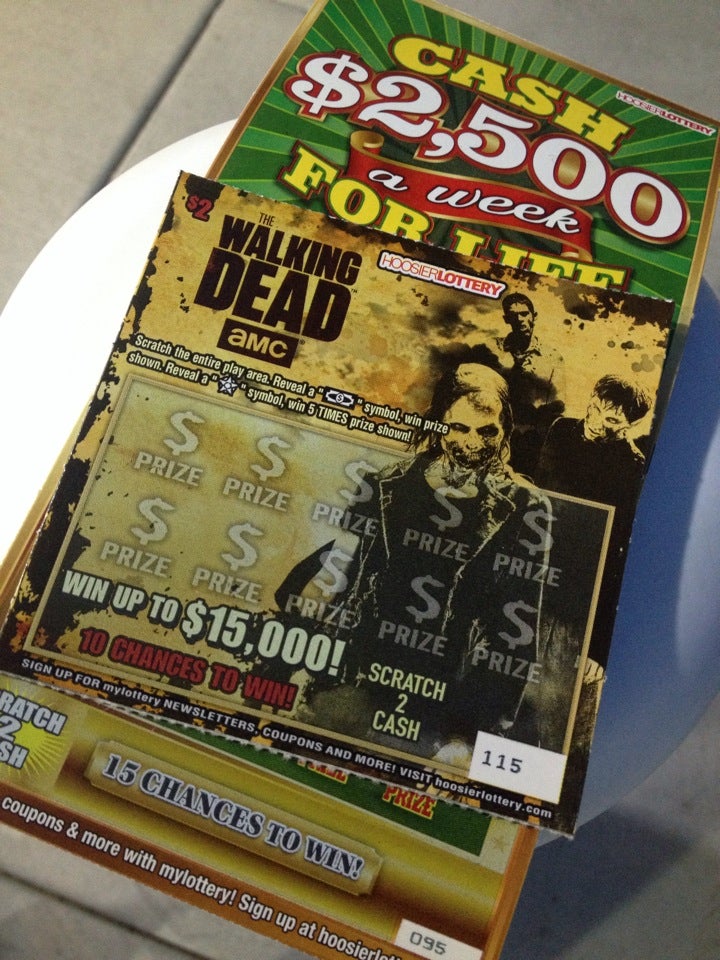 CASH
HOOSIERLOTTERY
$2,500
a week
FOR LIFE
$2
THE
WALKING
DEAD™
HOOSIERLOTTERY
aMC
Scratch the entire play area. Reveal a " " symbol, win prize
shown. Reveal a " " symbol, win 5 TIMES prize shown!
$ $ $ $ $
PRIZE PRIZE PRIZE PRIZE PRIZE
$ $ $ $ $
PRIZE PRIZE PRIZE PRIZE PRIZE
WIN UP TO $15,000!
10 CHANCES TO WIN!
SCRATCH
2
CASH
SIGN UP FOR mylottery NEWSLETTERS, COUPONS AND MORE! VISIT hoosierlottery.com
115
RATCH
2
SH
PRIZE
15 CHANCES TO WIN!
coupons & more with mylottery! Sign up at hoosierlott
095